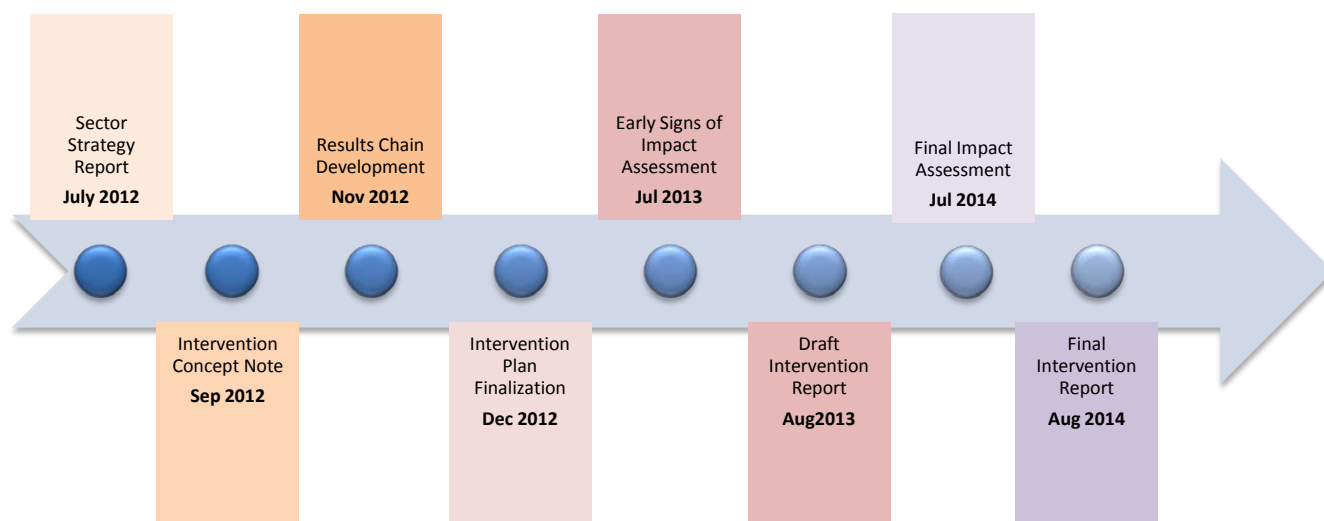 Sector
Strategy
Report
July 2012
Intervention
Concept Note
Sep 2012
Results Chain
Development
Nov 2012
Intervention
Plan
Finalization
Dec 2012
Early Signs of
Impact
Assessment
Jul 2013
Draft
Intervention
Report
Aug2013
Final Impact
Assessment
Jul 2014
Final
Intervention
Report
Aug 2014